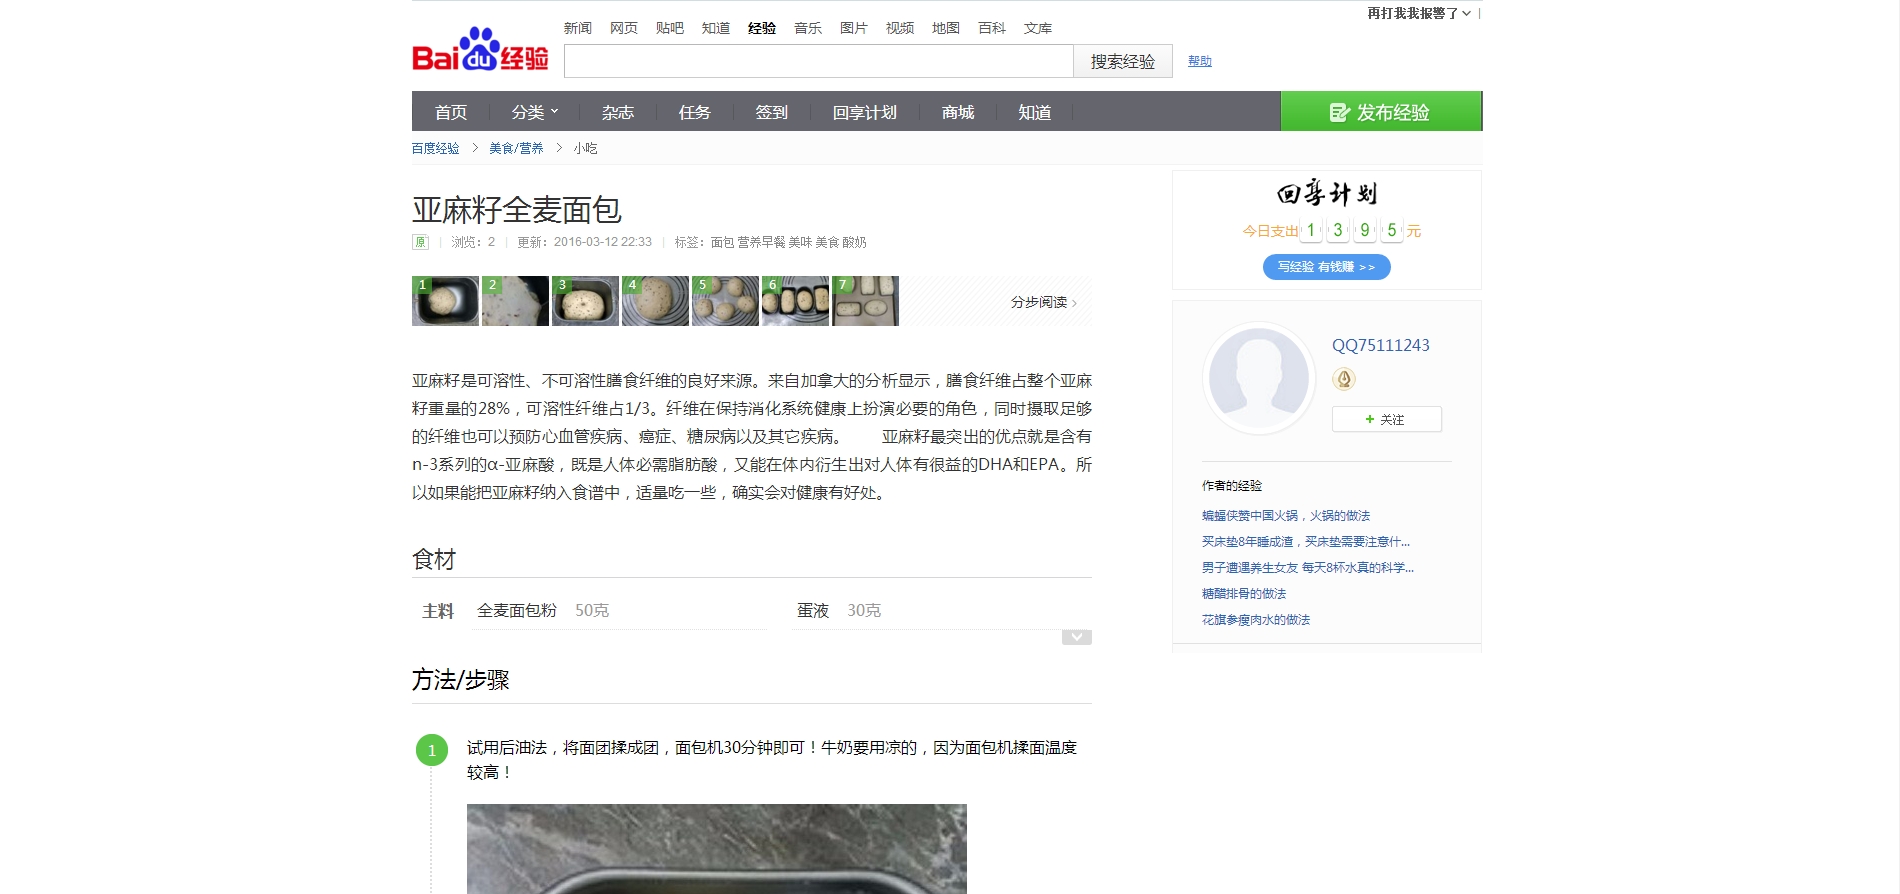 再打我我报警了
新闻 网页 贴吧 知道 经验 音乐 图片 视频 地图 百科 文库
Bai du 经验
搜索经验 帮助
首页 分类 杂志 任务 签到 回享计划 商城 知道 发布经验
百度经验 > 美食/营养 > 小吃
亚麻籽全麦面包
原 | 浏览：2 | 更新：2016-03-12 22:33 | 标签：面包 营养早餐 美味 美食 酸奶
1 2 3 4 5 6 7 分步阅读 >
亚麻籽是可溶性、不可溶性膳食纤维的良好来源。来自加拿大的分析显示，膳食纤维占整个亚麻
籽重量的28%，可溶性纤维占1/3。纤维在保持消化系统健康上扮演必要的角色，同时摄取足够
的纤维也可以预防心血管疾病、癌症、糖尿病以及其它疾病。 亚麻籽最突出的优点就是含有
n-3系列的α-亚麻酸，既是人体必需脂肪酸，又能在体内衍生出对人体有很益的DHA和EPA。所
以如果能把亚麻籽纳入食谱中，适量吃一些，确实会对健康有好处。
食材
主料 全麦面包粉 50克 蛋液 30克
方法/步骤
1 试用后油法，将面团揉成团，面包机30分钟即可！牛奶要用凉的，因为面包机揉面温度
较高！
回享计划
今日支出 1 3 9 5 元
写经验 有钱赚 >>
QQ75111243
+ 关注
作者的经验
蝙蝠侠赞中国火锅，火锅的做法
买床垫8年睡成渣，买床垫需要注意什...
男子遭遇养生女友 每天8杯水真的科学...
糖醋排骨的做法
花旗参瘦肉水的做法